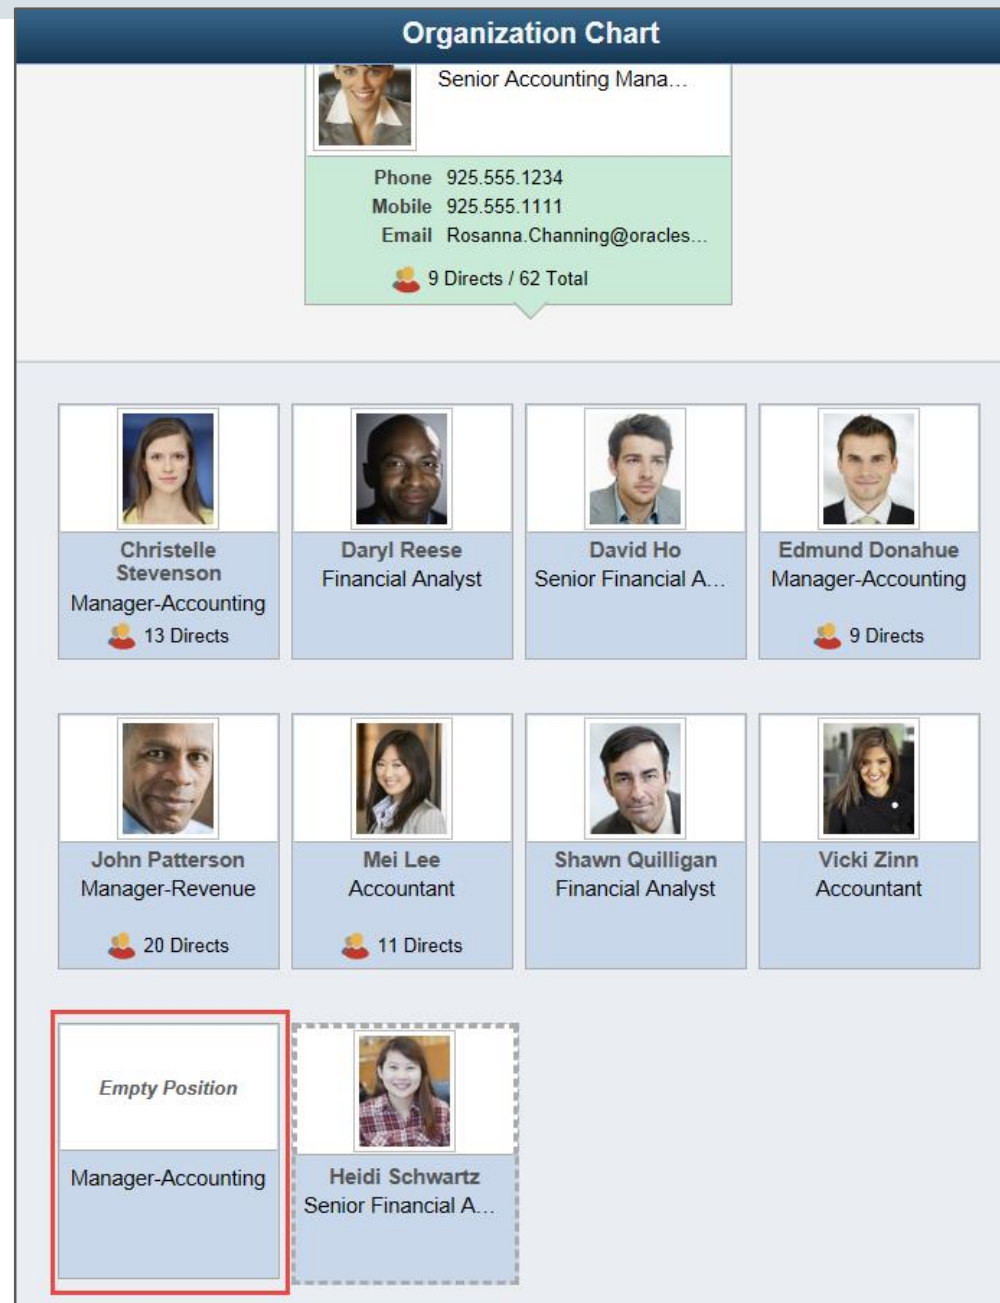 Organization Chart
Senior Accounting Mana...
Phone 925.555.1234
Mobile 925.555.1111
Email Rosanna.Channing@oracles...
9 Directs / 62 Total
Christelle
Stevenson
Manager-Accounting
13 Directs
Daryl Reese
Financial Analyst
David Ho
Senior Financial A...
Edmund Donahue
Manager-Accounting
9 Directs
John Patterson
Manager-Revenue
20 Directs
Mei Lee
Accountant
11 Directs
Shawn Quilligan
Financial Analyst
Vicki Zinn
Accountant
Empty Position
Manager-Accounting
Heidi Schwartz
Senior Financial A...